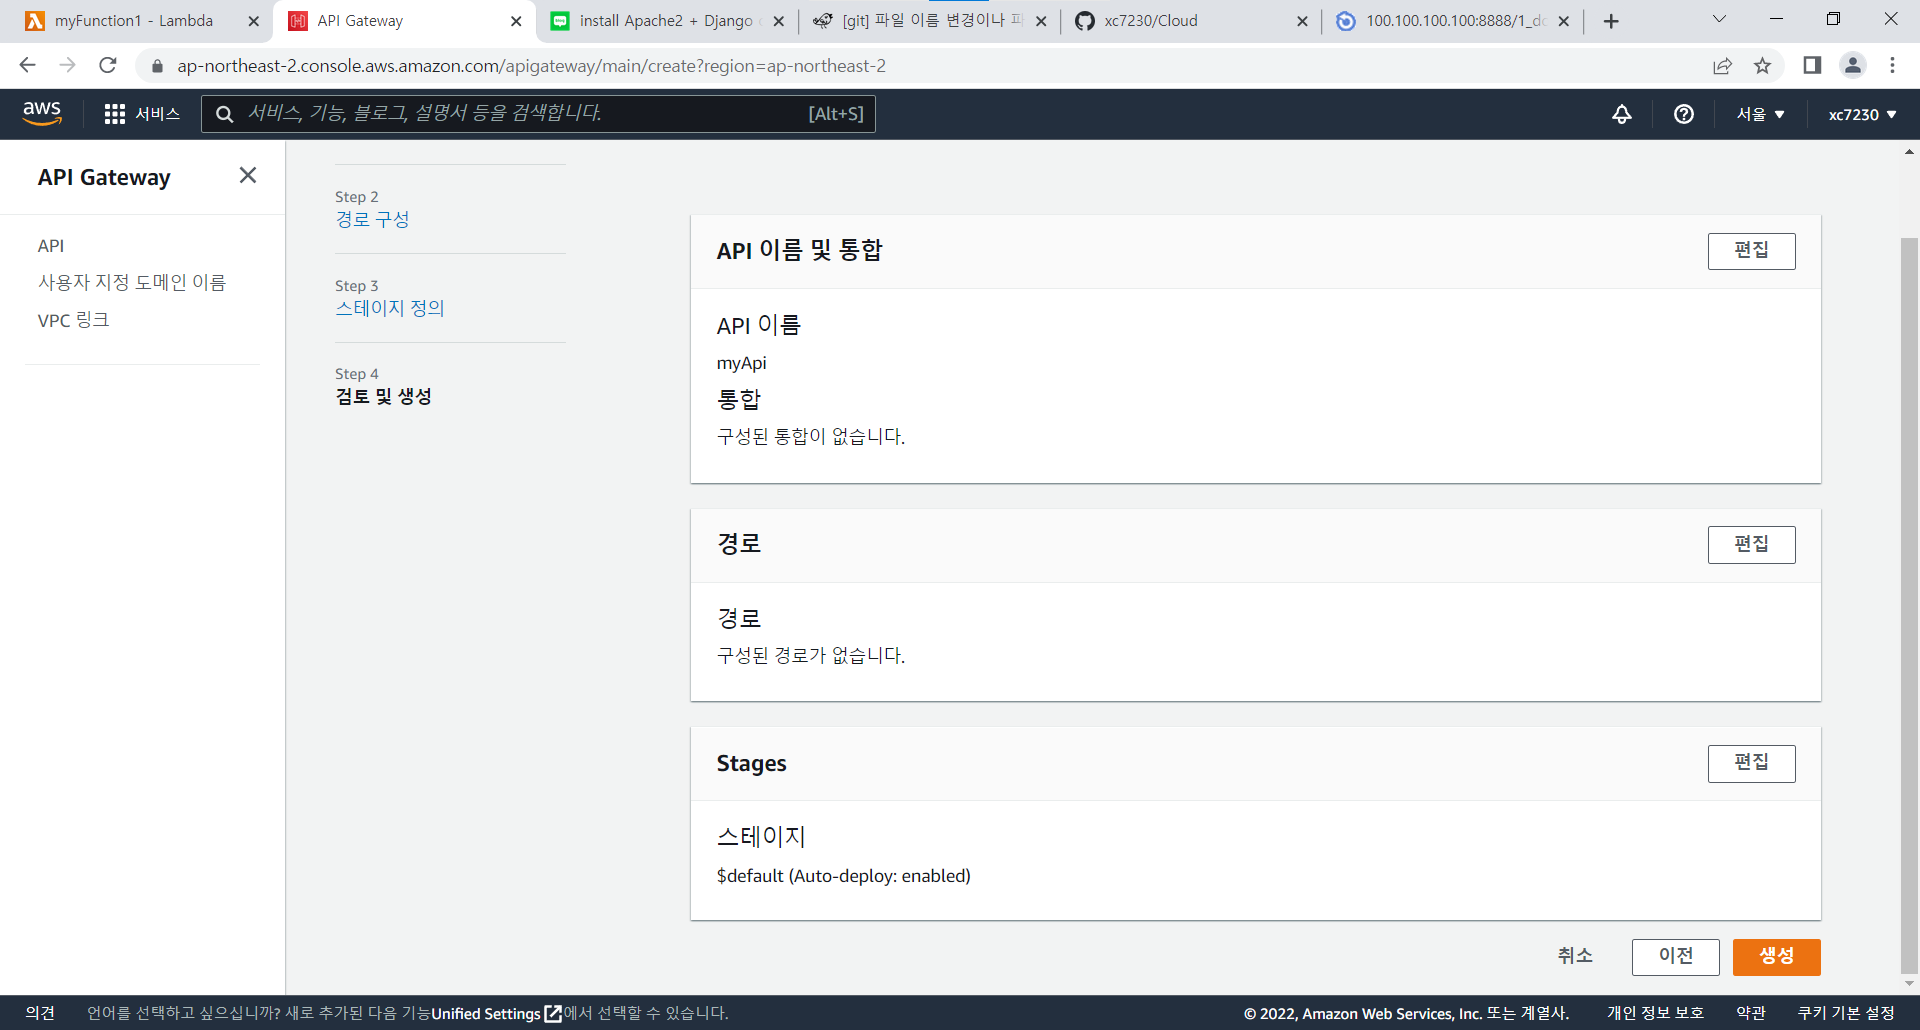 myFunction1 - Lambda
API Gateway
install Apache2 + Django
[git] 파일 이름 변경이나
xc7230/Cloud
100.100.100.100:8888/1_do
ap-northeast-2.console.aws.amazon.com/apigateway/main/create?region=ap-northeast-2
aws
서비스
서비스, 기능, 블로그, 설명서 등을 검색합니다.
[Alt+S]
서울 ▼
xc7230 ▼
API Gateway
API
사용자 지정 도메인 이름
VPC 링크
Step 2
경로 구성
Step 3
스테이지 정의
Step 4
검토 및 생성
API 이름 및 통합
편집
API 이름
myApi
통합
구성된 통합이 없습니다.
경로
편집
경로
구성된 경로가 없습니다.
Stages
편집
스테이지
$default (Auto-deploy: enabled)
취소
이전
생성
의견
언어를 선택하고 싶으십니까? 새로 추가된 다음 기능Unified Settings에서 선택할 수 있습니다.
© 2022, Amazon Web Services, Inc. 또는 계열사.
개인 정보 보호
약관
쿠키 기본 설정